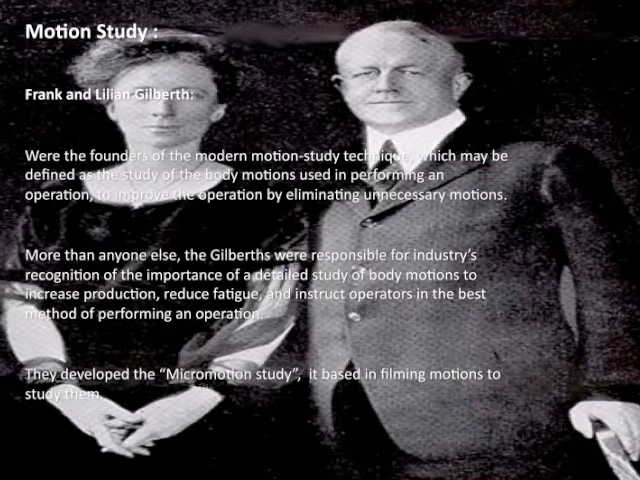 Motion Study :
Frank and Lilian Gilberth:
Were the founders of the modern motion-study technique, which may be
defined as the study of the body motions used in performing an
operation, to improve the operation by eliminating unnecessary motions.
More than anyone else, the Gilberths were responsible for industry's
recognition of the importance of a detailed study of body motions to
increase production, reduce fatigue, and instruct operators in the best
method of performing an operation.
They developed the “Micromotion study”,  it based in filming motions to
study them.